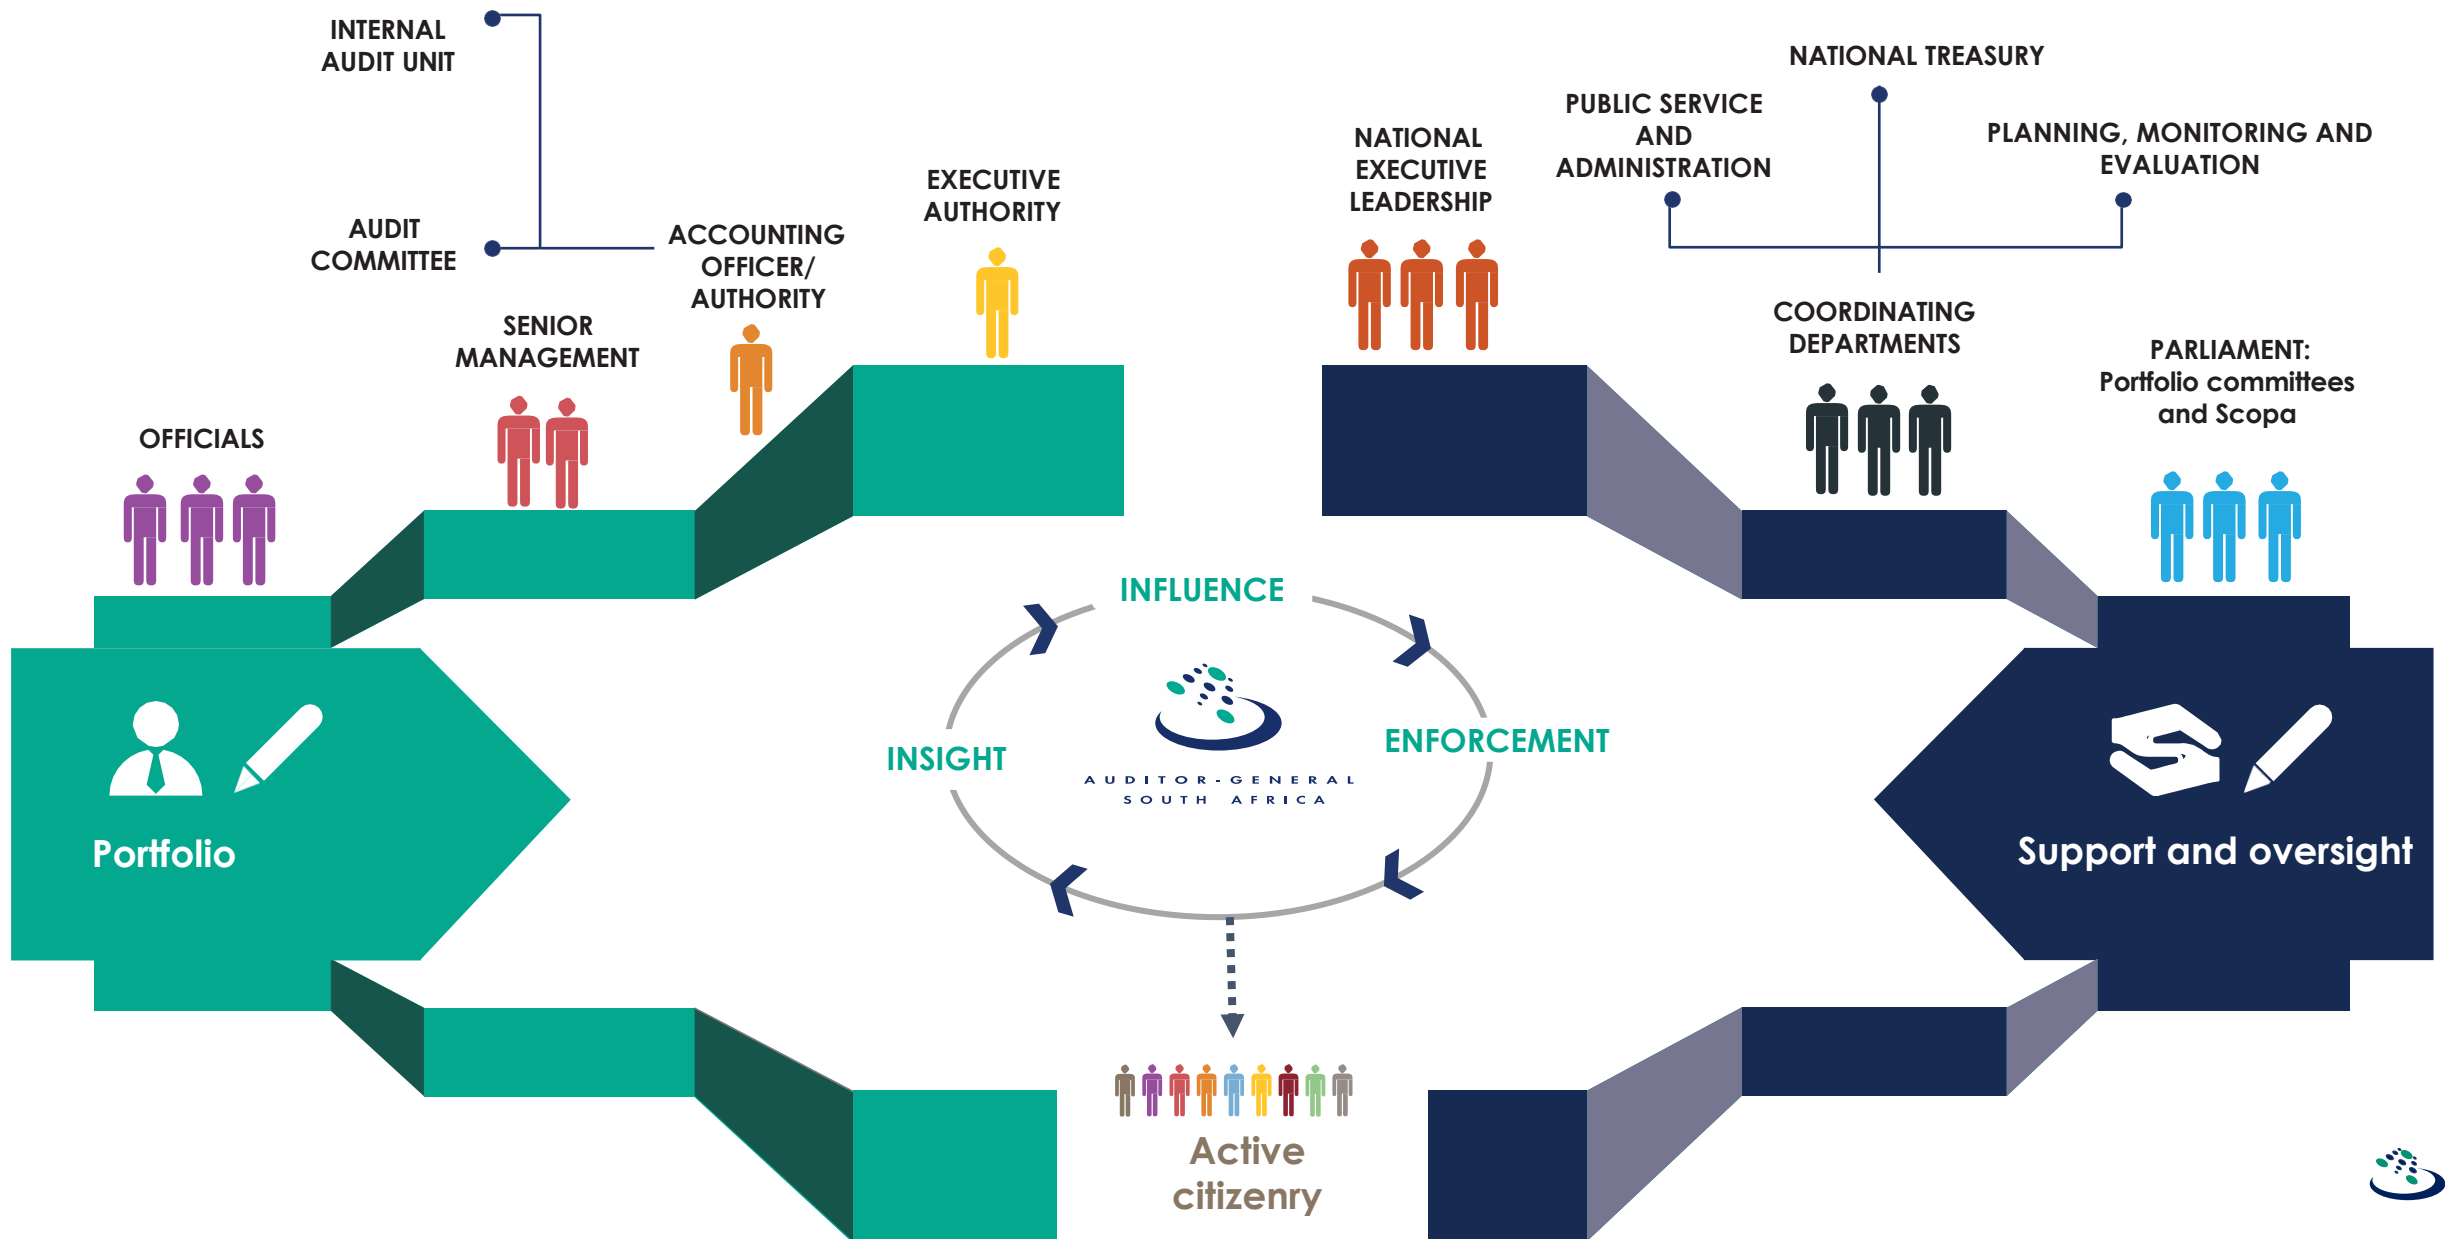 INTERNAL
AUDIT UNIT
AUDIT
COMMITTEE
OFFICIALS
SENIOR
MANAGEMENT
ACCOUNTING
OFFICER/
AUTHORITY
EXECUTIVE
AUTHORITY
NATIONAL
EXECUTIVE
LEADERSHIP
PUBLIC SERVICE
AND
ADMINISTRATION
NATIONAL TREASURY
PLANNING, MONITORING AND
EVALUATION
COORDINATING
DEPARTMENTS
PARLIAMENT:
Portfolio committees
and Scopa
INFLUENCE
INSIGHT
ENFORCEMENT
AUDITOR-GENERAL
SOUTH AFRICA
Portfolio
Support and oversight
Active
citizenry